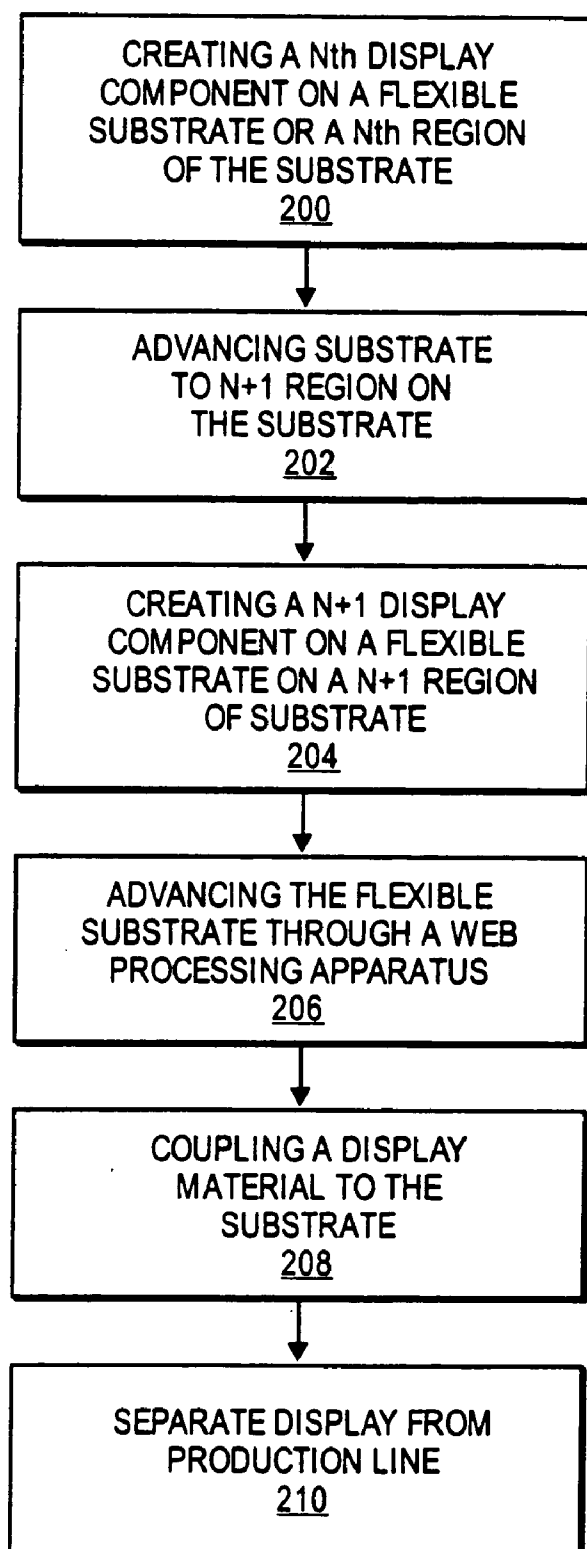 CREATING A Nth DISPLAY
COMPONENT ON A FLEXIBLE
SUBSTRATE OR A Nth REGION
OF THE SUBSTRATE
200
ADVANCING SUBSTRATE
TO N+1 REGION ON
THE SUBSTRATE
202
CREATING A N+1 DISPLAY
COMPONENT ON A FLEXIBLE
SUBSTRATE ON A N+1 REGION
OF SUBSTRATE
204
ADVANCING THE FLEXIBLE
SUBSTRATE THROUGH A WEB
PROCESSING APPARATUS
206
COUPLING A DISPLAY
MATERIAL TO THE
SUBSTRATE
208
SEPARATE DISPLAY FROM
PRODUCTION LINE
210